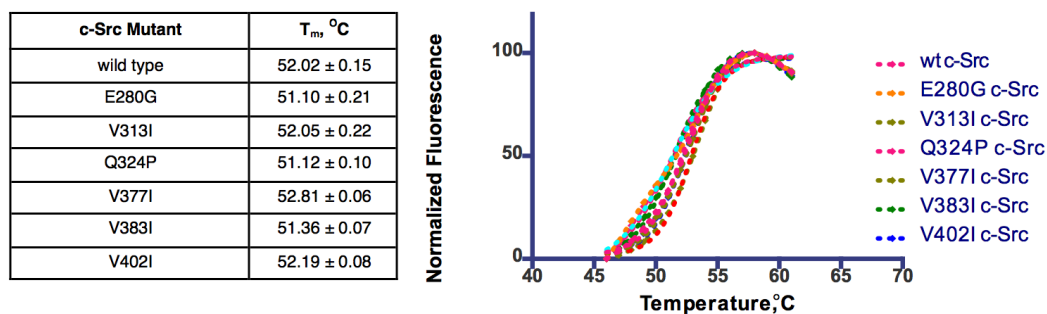 c-Src Mutant Tm, °C
wild type 52.02 ± 0.15
E280G 51.10 ± 0.21
V313I 52.05 ± 0.22
Q324P 51.12 ± 0.10
V377I 52.81 ± 0.06
V383I 51.36 ± 0.07
V402I 52.19 ± 0.08
Normalized Fluorescence
100
50
0
40 45 50 55 60 65 70
Temperature,°C
wt c-Src
E280G c-Src
V313I c-Src
Q324P c-Src
V377I c-Src
V383I c-Src
V402I c-Src